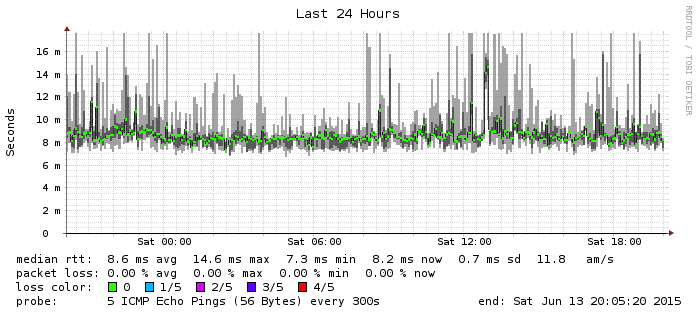 Last 24 Hours
RRDTOOL / TOBI OETIKER
Seconds
16 m
14 m
12 m
10 m
8 m
6 m
4 m
2 m
0
Sat 00:00 Sat 06:00 Sat 12:00 Sat 18:00
median rtt: 8.6 ms avg 14.6 ms max 7.3 ms min 8.2 ms now 0.7 ms sd 11.8 am/s
packet loss: 0.00 % avg 0.00 % max 0.00 % min 0.00 % now
loss color: 0 1/5 2/5 3/5 4/5
probe: 5 ICMP Echo Pings (56 Bytes) every 300s end: Sat Jun 13 20:05:20 2015